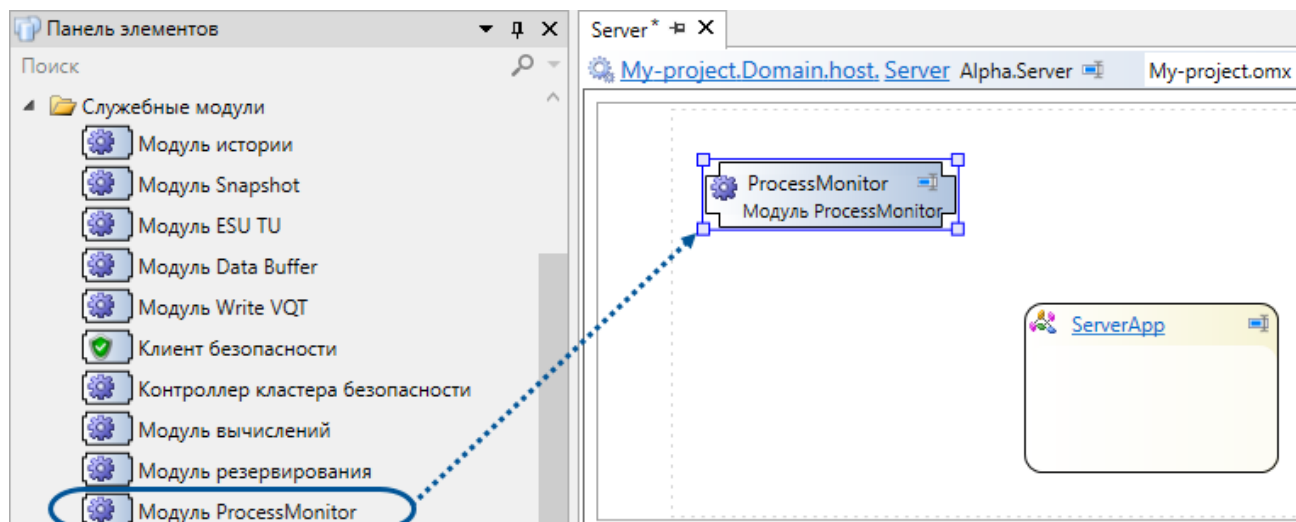 Панель элементов
Поиск
Служебные модули
Модуль истории
Модуль Snapshot
Модуль ESU TU
Модуль Data Buffer
Модуль Write VQT
Клиент безопасности
Контроллер кластера безопасности
Модуль вычислений
Модуль резервирования
Модуль ProcessMonitor
Server*
My-project.Domain.host. Server Alpha.Server My-project.omx
ProcessMonitor
Модуль ProcessMonitor
ServerApp